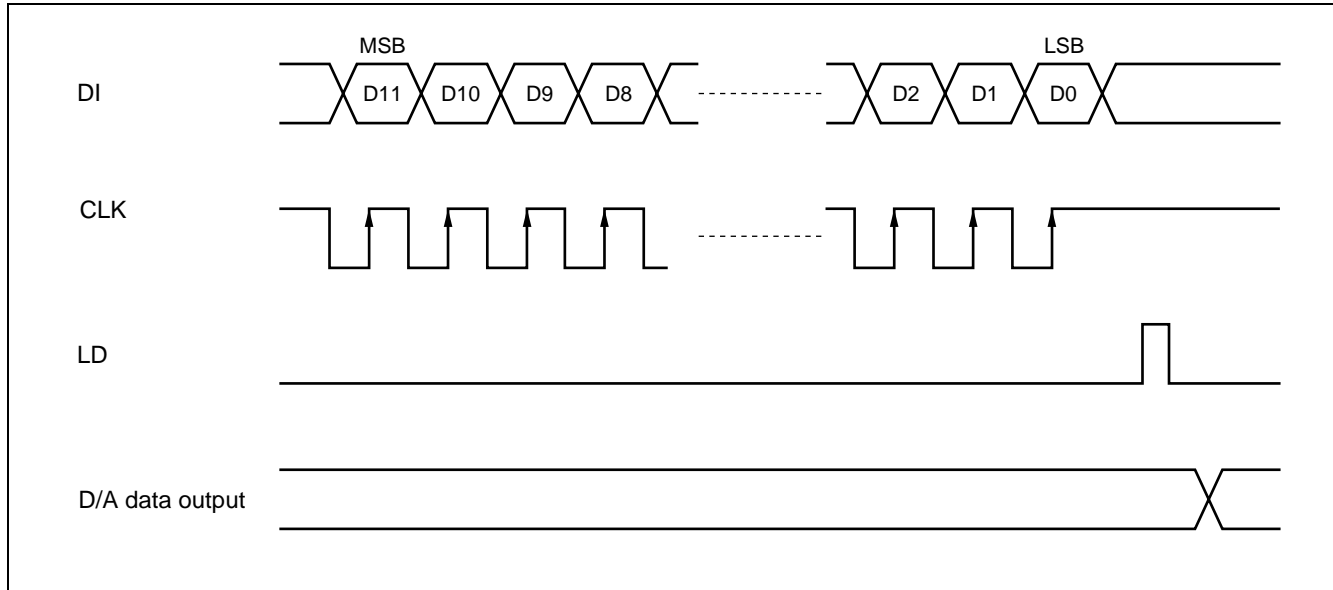 MSB
LSB
DI
D11
D10
D9
D8
D2
D1
D0
CLK
LD
D/A data output